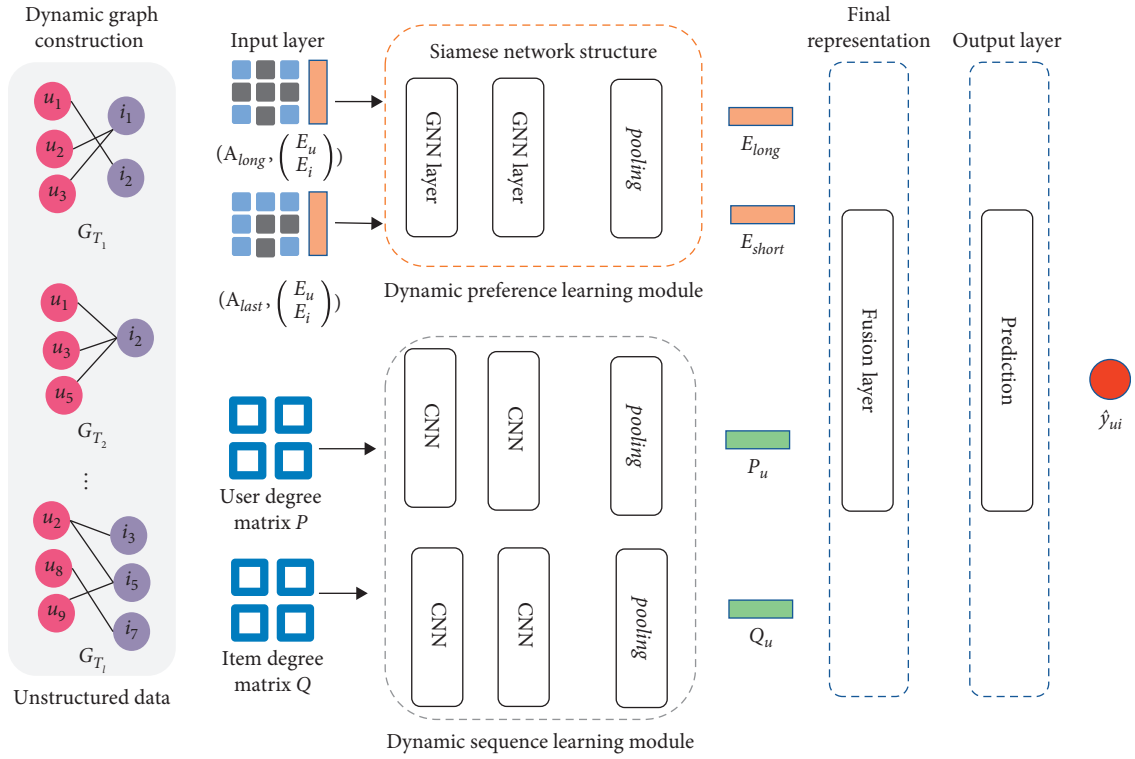 Dynamic graph
construction
u1
i1
u2
i2
u3
GT1
u1
i2
u3
u5
GT2
⋮
u2
i3
u8
i5
u9
i7
GTl
Unstructured data
Input layer
(Along, (Eu
Ei))
(Alast, (Eu
Ei))
User degree
matrix P
Item degree
matrix Q
Siamese network structure
GNN layer
GNN layer
pooling
Dynamic preference learning module
CNN
CNN
pooling
CNN
CNN
pooling
Dynamic sequence learning module
Elong
Eshort
Pu
Qu
Final
representation
Fusion layer
Output layer
Prediction
ŷui